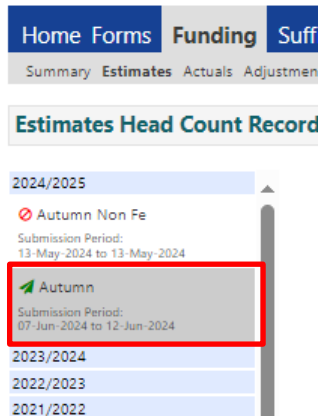 Home Forms Funding Suff
Summary Estimates Actuals Adjustmen
Estimates Head Count Record
2024/2025
Autumn Non Fe
Submission Period:
13-May-2024 to 13-May-2024
Autumn
Submission Period:
07-Jun-2024 to 12-Jun-2024
2023/2024
2022/2023
2021/2022